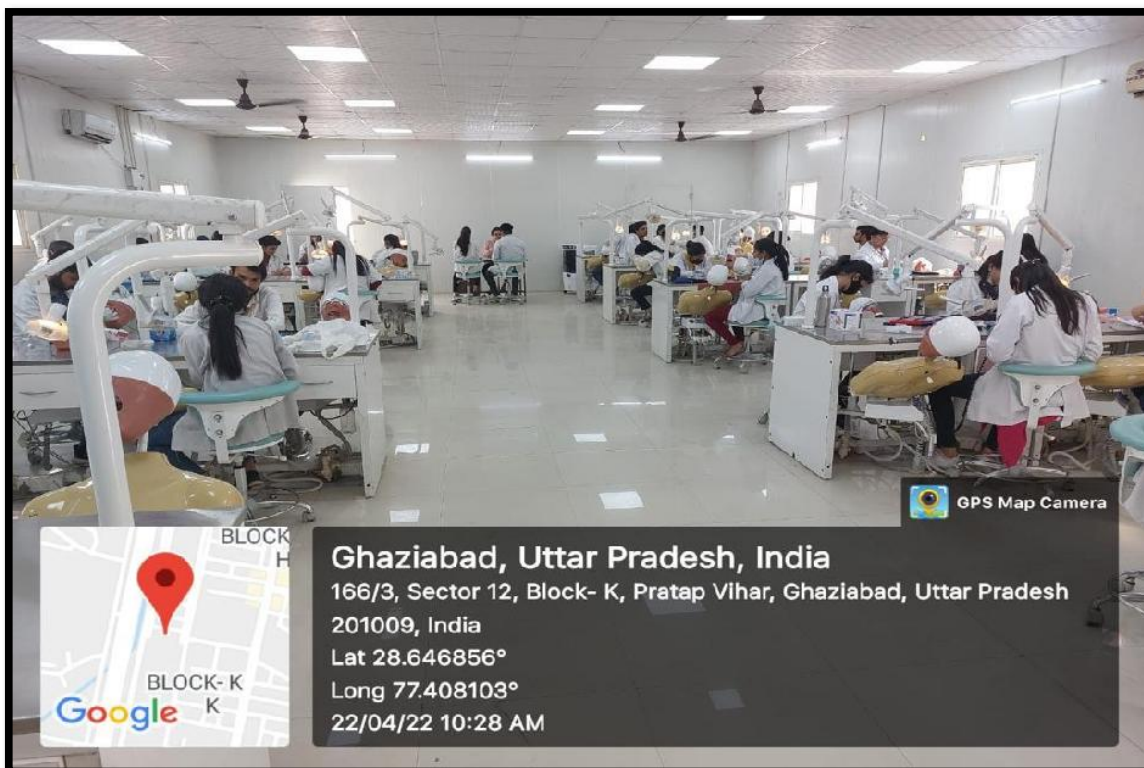 GPS Map Camera
BLOCK
H
BLOCK- K
K
Google
Ghaziabad, Uttar Pradesh, India
166/3, Sector 12, Block- K, Pratap Vihar, Ghaziabad, Uttar Pradesh
201009, India
Lat 28.646856°
Long 77.408103°
22/04/22 10:28 AM